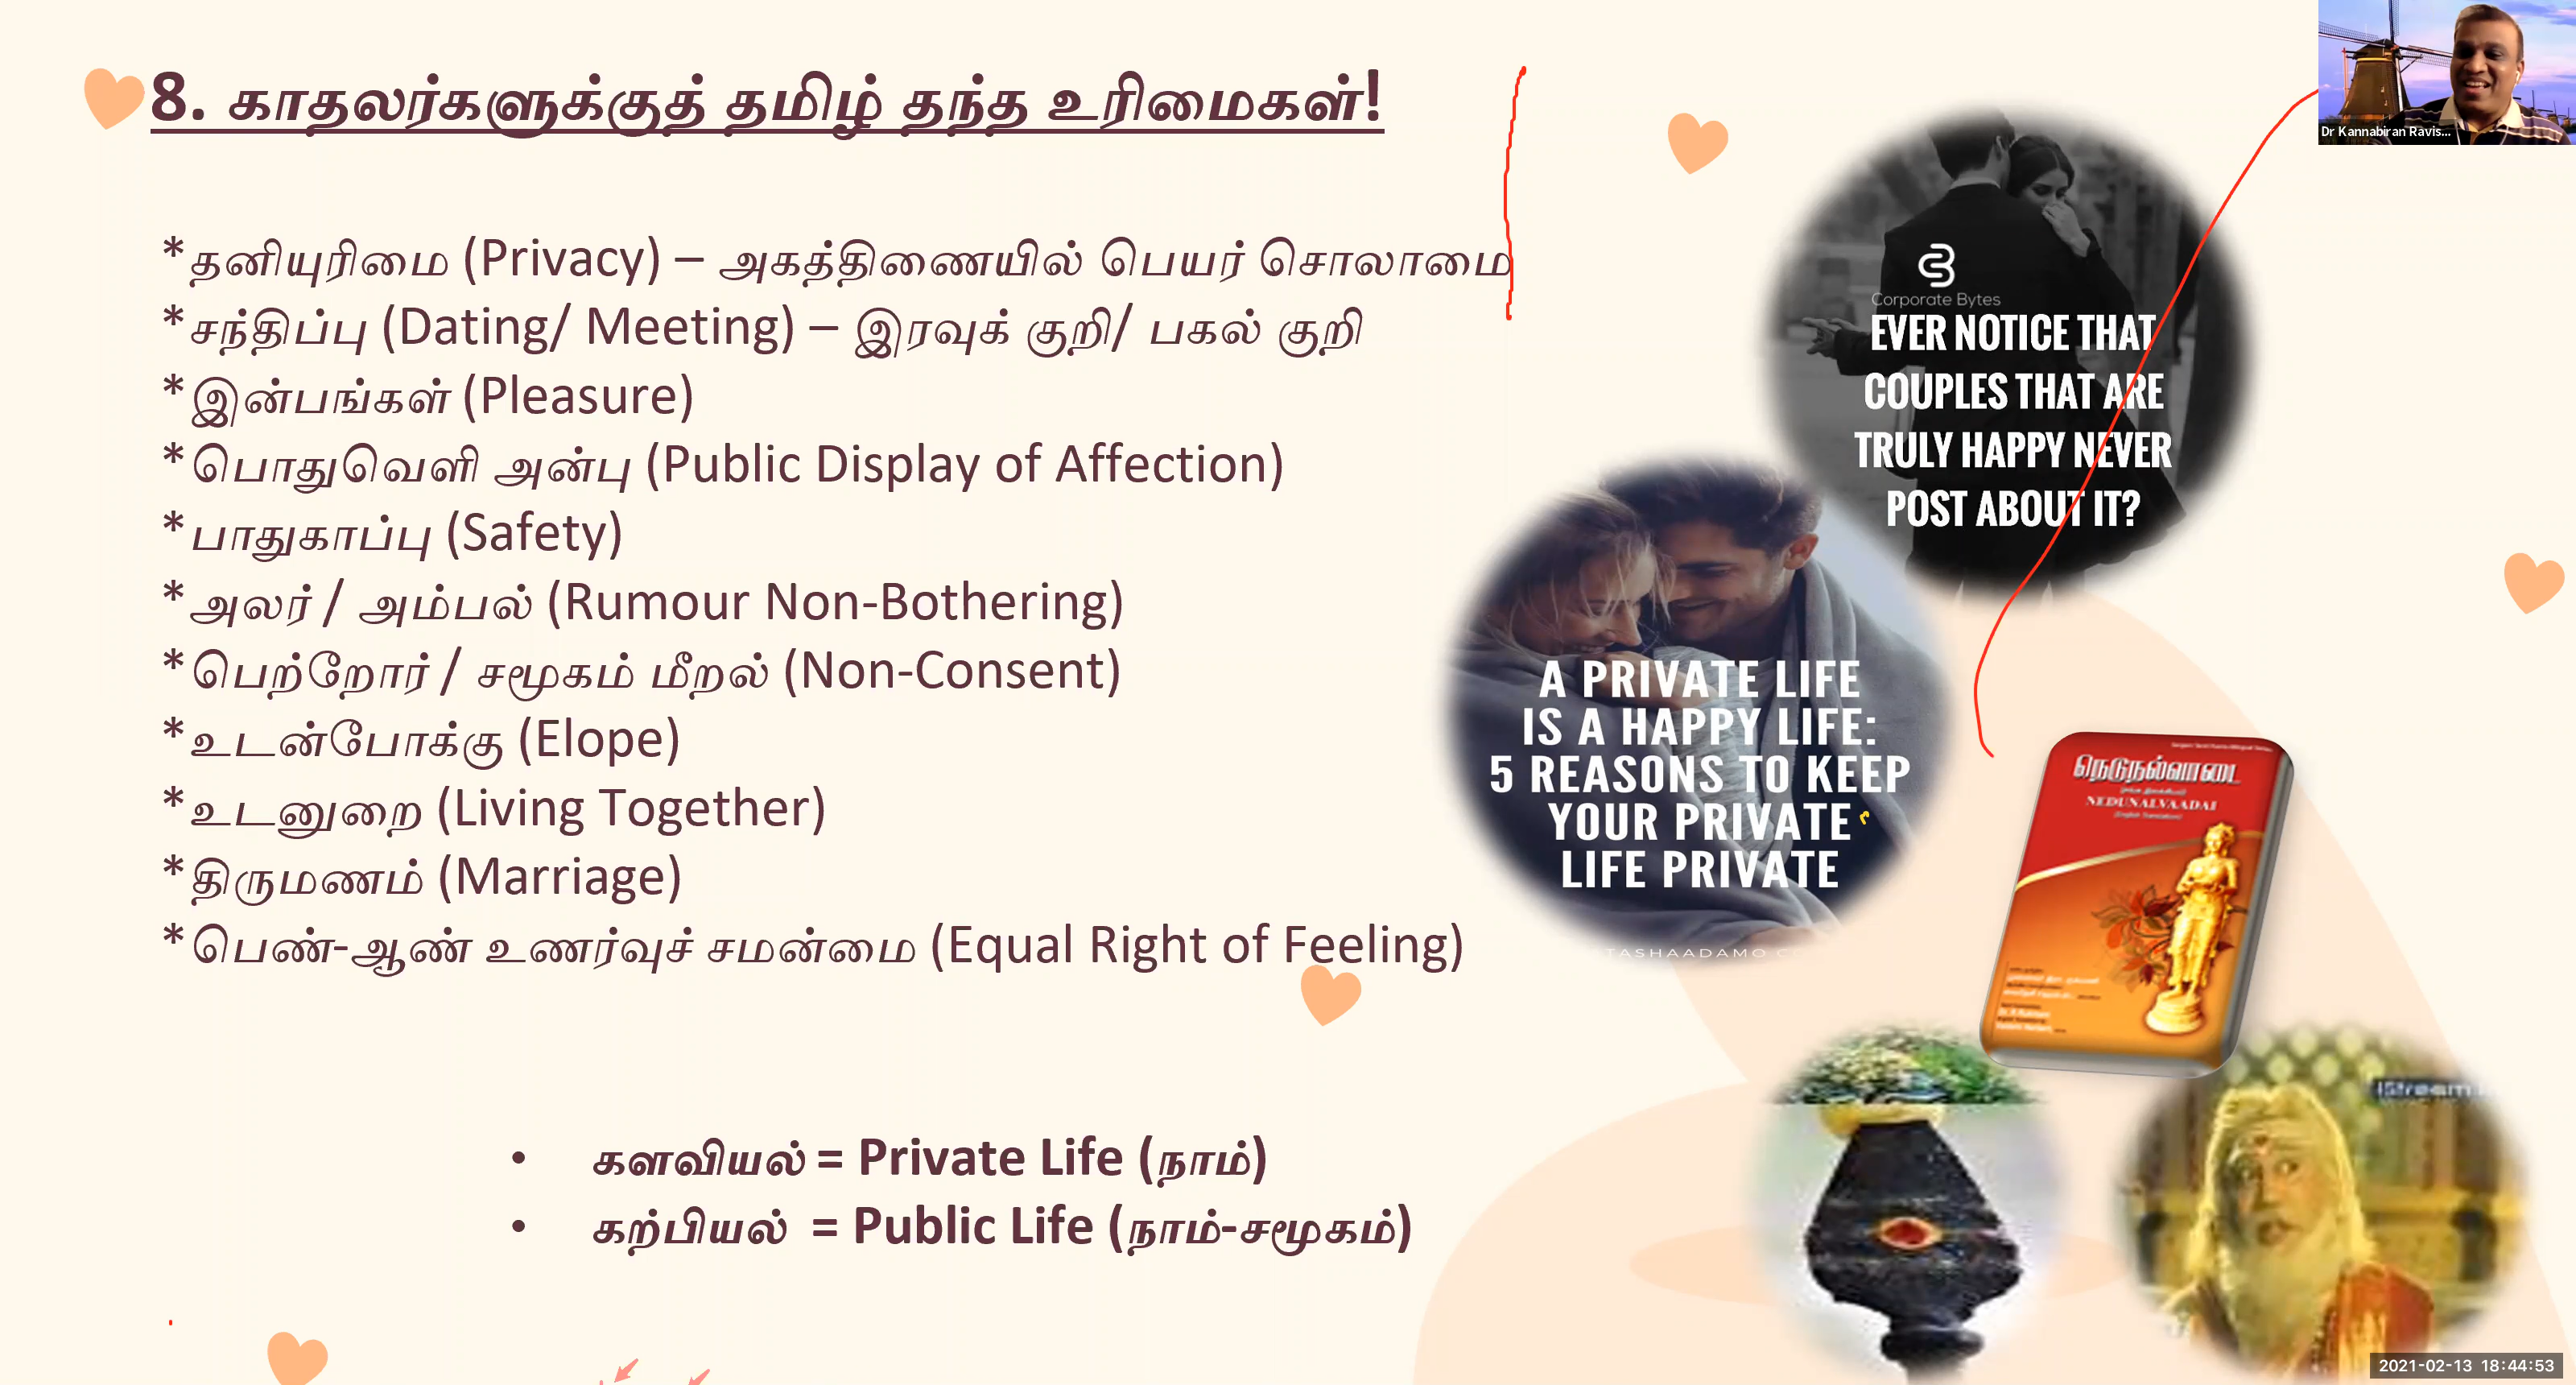 8. காதலர்களுக்குத் தமிழ் தந்த உரிமைகள்!
*தனியுரிமை (Privacy) – அகத்திணையில் பெயர் சொலாமை
*சந்திப்பு (Dating/ Meeting) – இரவுக் குறி/ பகல் குறி
*இன்பங்கள் (Pleasure)
*பொதுவெளி அன்பு (Public Display of Affection)
*பாதுகாப்பு (Safety)
*அலர் / அம்பல் (Rumour Non-Bothering)
*பெற்றோர் / சமூகம் மீறல் (Non-Consent)
*உடன்போக்கு (Elope)
*உடனுறை (Living Together)
*திருமணம் (Marriage)
*பெண்-ஆண் உணர்வுச் சமன்மை (Equal Right of Feeling)
• களவியல் = Private Life (நாம்)
• கற்பியல் = Public Life (நாம்-சமூகம்)
Dr Kannabiran Ravis...
Corporate Bytes
EVER NOTICE THAT
COUPLES THAT ARE
TRULY HAPPY NEVER
POST ABOUT IT?
A PRIVATE LIFE
IS A HAPPY LIFE:
5 REASONS TO KEEP
YOUR PRIVATE
LIFE PRIVATE
நெடுநல்வாடை
NEDUNALVAADAI
(English Translation)
2021-02-13 18:44:53